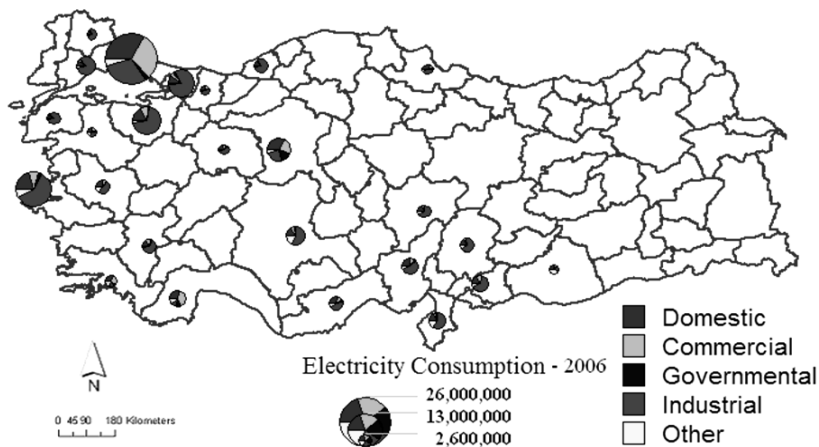 Domestic
Commercial
Governmental
Industrial
Other
Electricity Consumption - 2006
26,000,000
13,000,000
2,600,000
N
0 45 90 180 Kilometers